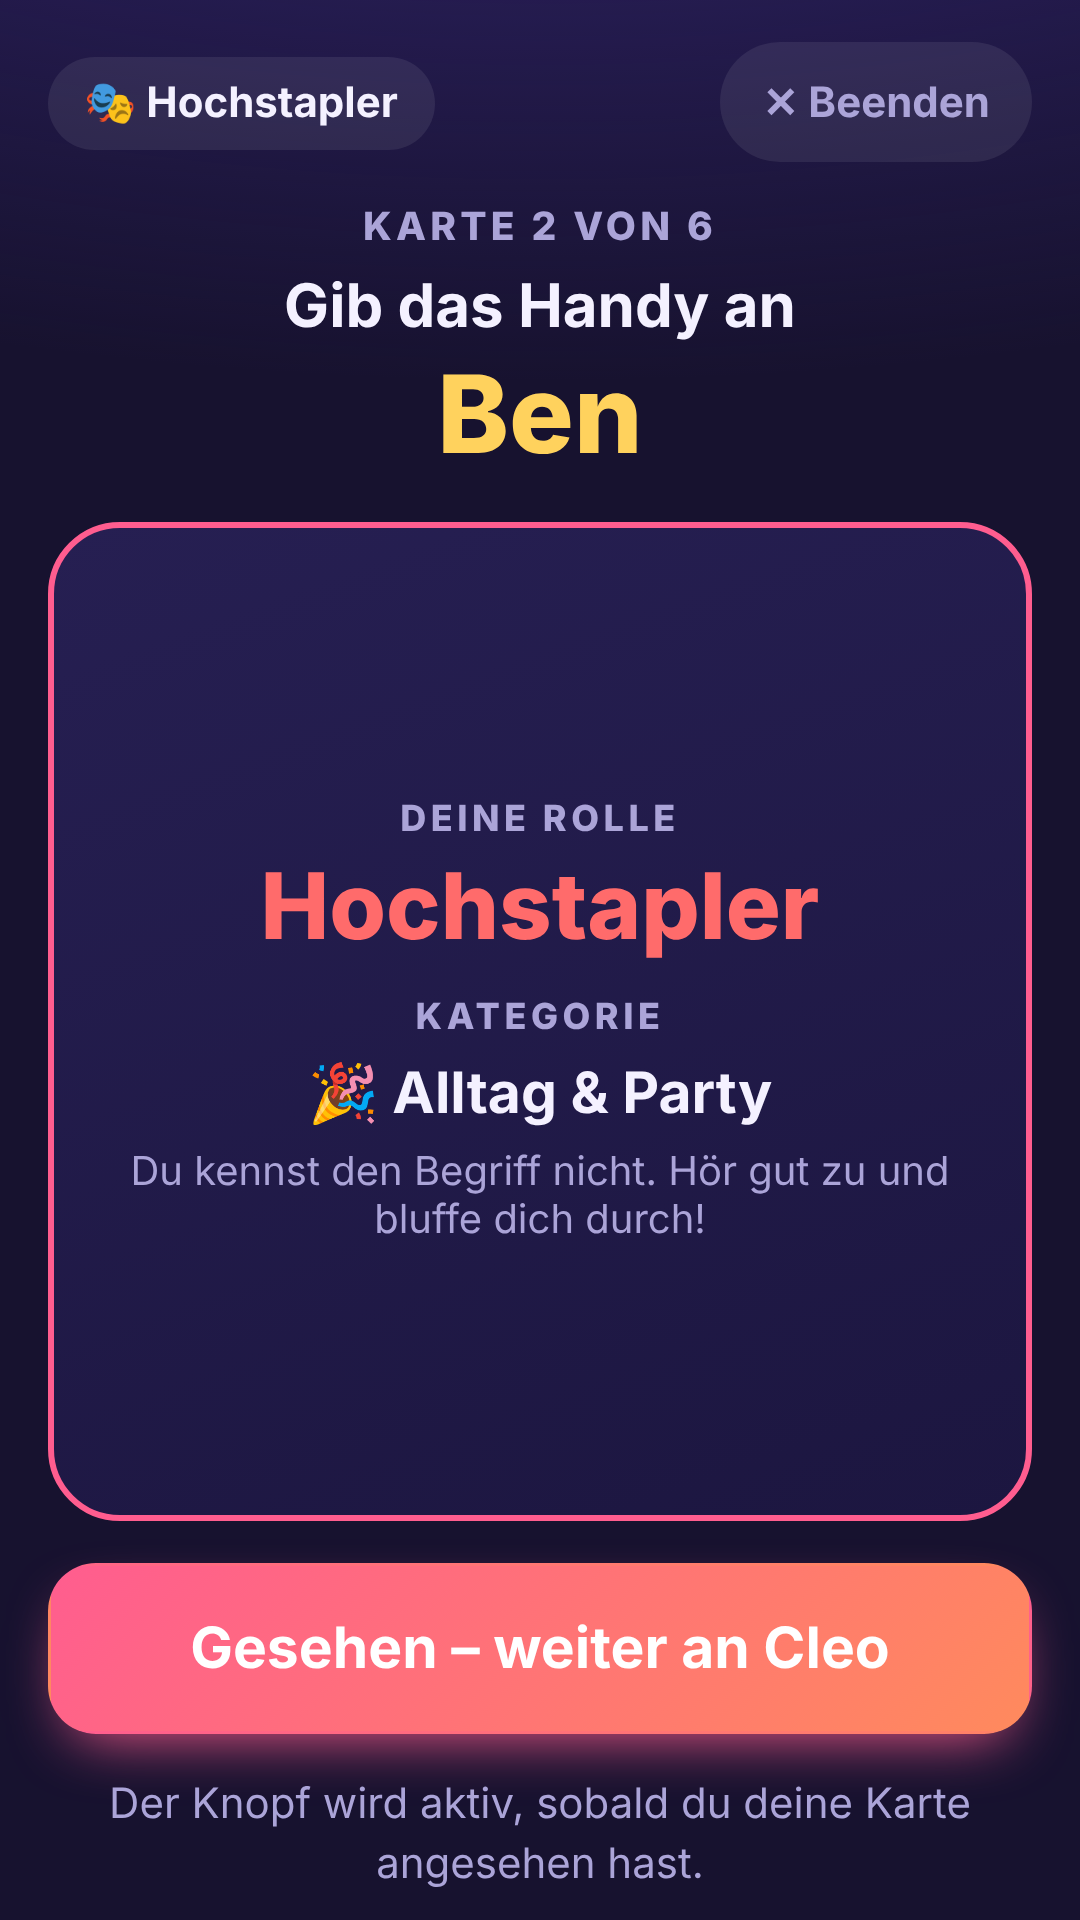 🎭 Hochstapler
✕ Beenden
KARTE 2 VON 6
Gib das Handy an
Ben
DEINE ROLLE
Hochstapler
KATEGORIE
🎉 Alltag & Party
Du kennst den Begriff nicht. Hör gut zu und
bluffe dich durch!
Gesehen – weiter an Cleo
Der Knopf wird aktiv, sobald du deine Karte
angesehen hast.